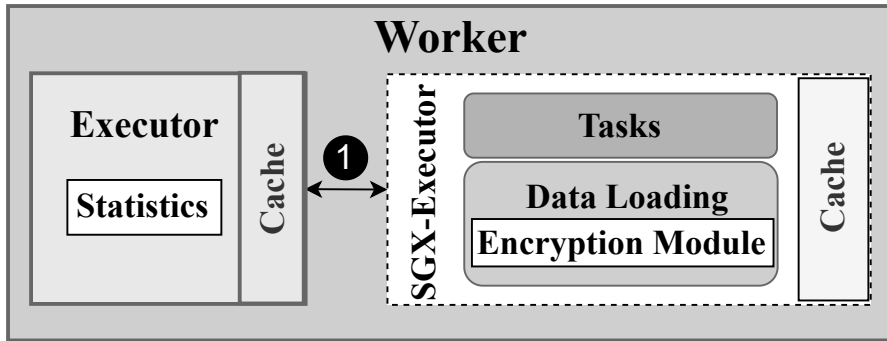 Worker
Executor
Statistics
Cache
1
SGX-Executor
Tasks
Data Loading
Encryption Module
Cache